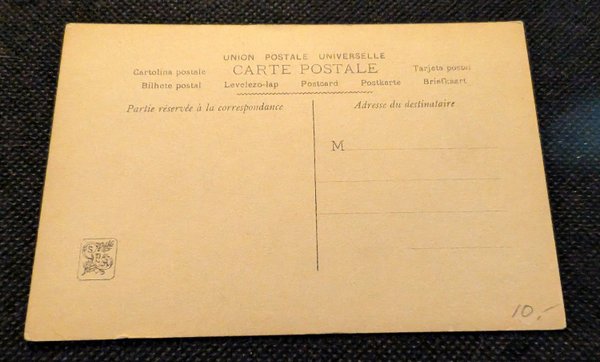 UNION POSTALE UNIVERSELLE
Cartolina postale CARTE POSTALE Tarjeta postal
Bilhete postal Levelezo-lap Postcard Postkarte Briefkaart
Partie réservée à la correspondance
Adresse du destinataire
M
10.-